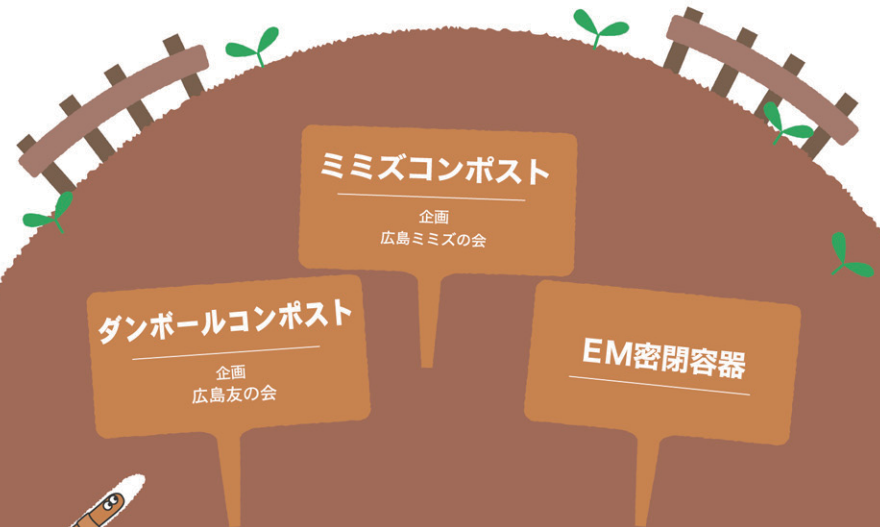 ミミズコンポスト
企画
広島ミミズの会
ダンボールコンポスト
企画
広島友の会
EM密閉容器